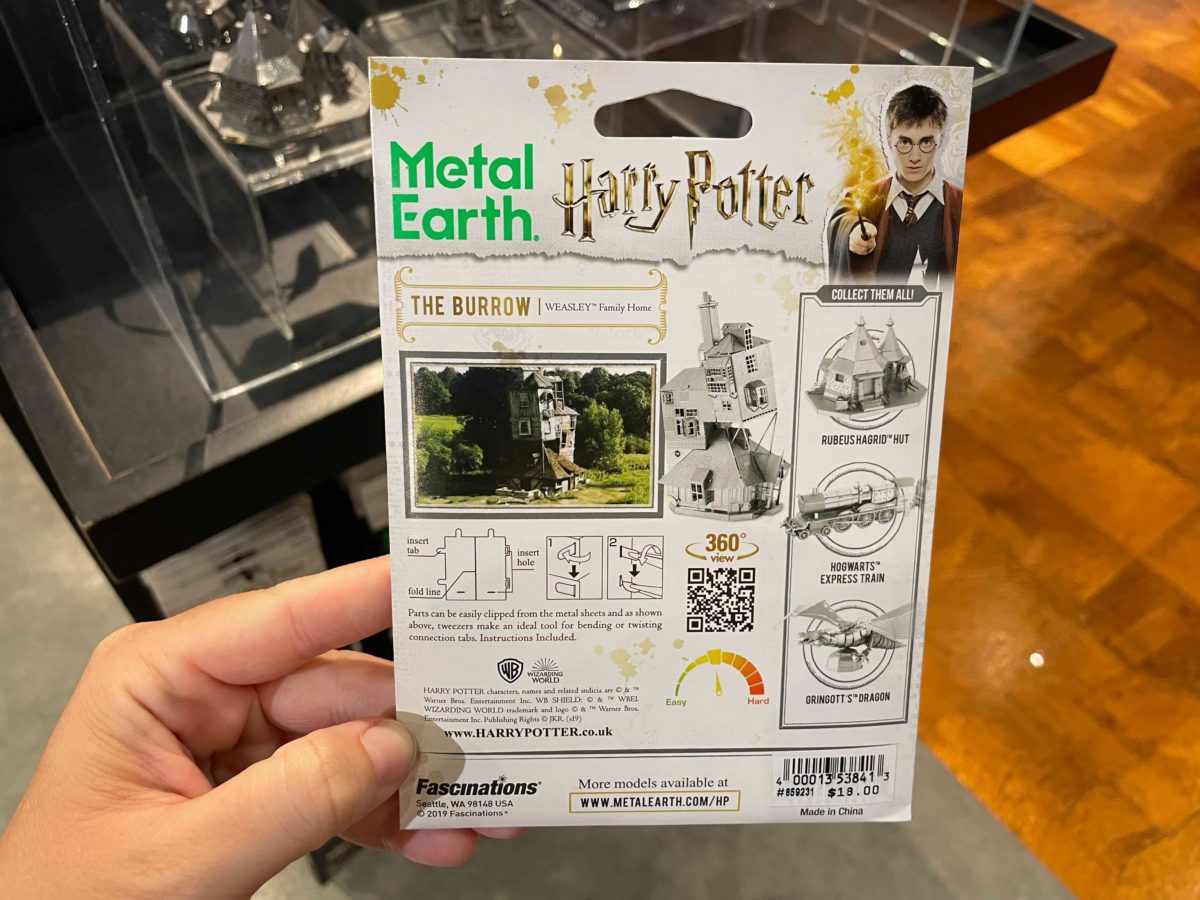 Metal
Earth®
Harry Potter
THE BURROW | WEASLEY™ Family Home
COLLECT THEM ALL!
RUBEUS HAGRID™ HUT
HOGWARTS™
EXPRESS TRAIN
GRINGOTT'S™ DRAGON
insert
tab
insert
hole
fold line
1
2
360°
view
Parts can be easily clipped from the metal sheets and as shown
above, tweezers make an ideal tool for bending or twisting
connection tabs. Instructions Included.
WB
WIZARDING
WORLD
HARRY POTTER characters, names and related indicia are © & ™
Warner Bros. Entertainment Inc. WB SHIELD: © & ™ WBEI.
WIZARDING WORLD trademark and logo © & ™ Warner Bros.
Entertainment Inc. Publishing Rights © JKR. (s19)
www.HARRYPOTTER.co.uk
Easy
Hard
Fascinations®
Seattle, WA 98148 USA
© 2019 Fascinations®
More models available at
WWW.METALEARTH.COM/HP
4 00013 53841 3
#859231 $18.00
Made in China